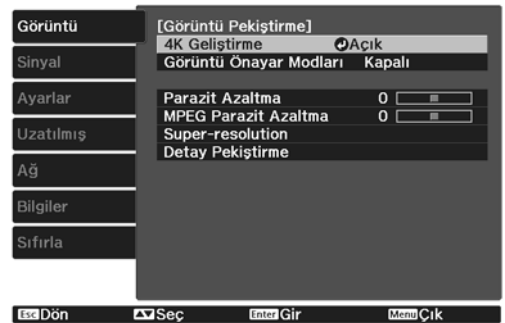 Görüntü
Sinyal
Ayarlar
Uzatılmış
Ağ
Bilgiler
Sıfırla
[Görüntü Pekiştirme]
4K Geliştirme Açık
Görüntü Önayar Modları Kapalı
Parazit Azaltma 0
MPEG Parazit Azaltma 0
Super-resolution
Detay Pekiştirme
Esc Dön Seç Enter Gir Menu Çık